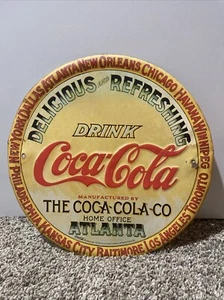 NEW YORK DALLAS ATLANTA NEW ORLEANS CHICAGO HAVANA WINNIPEG
DELICIOUS AND REFRESHING
DRINK
Coca-Cola
MANUFACTURED BY
THE COCA-COLA-CO
HOME OFFICE
ATLANTA
PHILADELPHIA KANSAS CITY BALTIMORE LOS ANGELES TORONTO